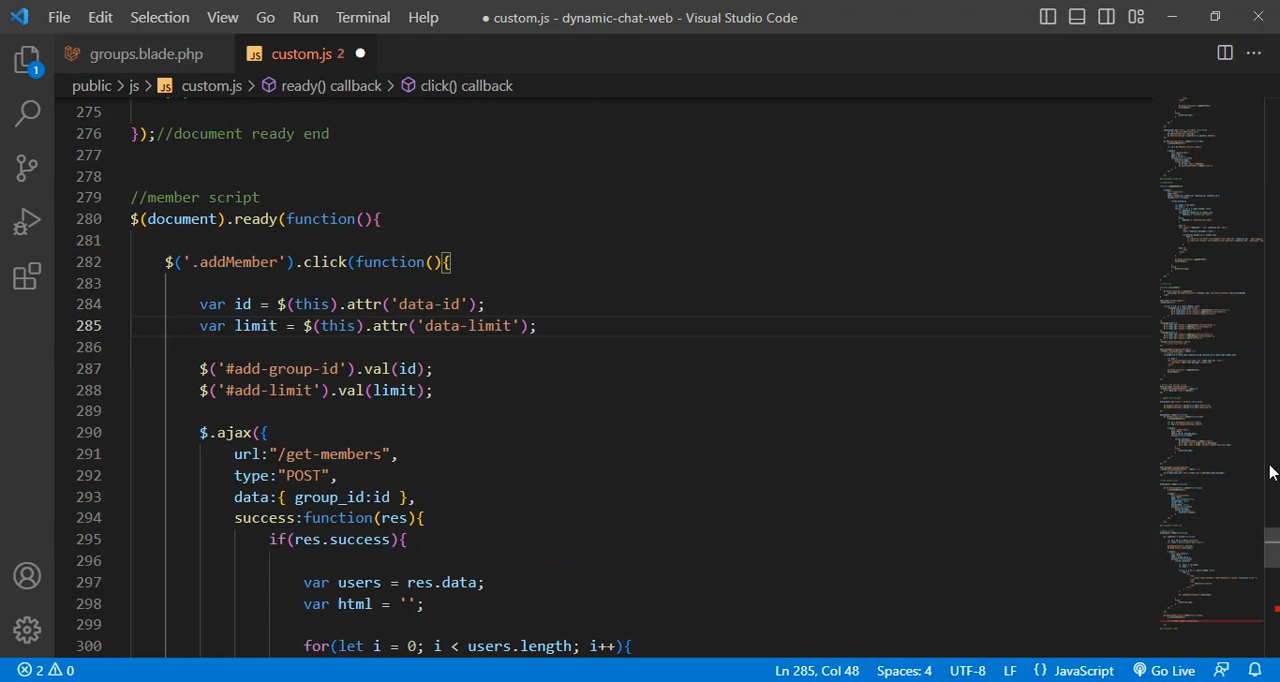 File Edit Selection View Go Run Terminal Help ● custom.js - dynamic-chat-web - Visual Studio Code
groups.blade.php JS custom.js 2 ●
public > js > JS custom.js > ready() callback > click() callback
1
275
276 });//document ready end
277
278
279 //member script
280 $(document).ready(function(){
281
282 $('.addMember').click(function(){
283
284 var id = $(this).attr('data-id');
285 var limit = $(this).attr('data-limit');
286
287 $('#add-group-id').val(id);
288 $('#add-limit').val(limit);
289
290 $.ajax({
291 url:"/get-members",
292 type:"POST",
293 data:{ group_id:id },
294 success:function(res){
295 if(res.success){
296
297 var users = res.data;
298 var html = '';
299
300 for(let i = 0; i < users.length; i++){
2 0 Ln 285, Col 48 Spaces: 4 UTF-8 LF {} JavaScript Go Live